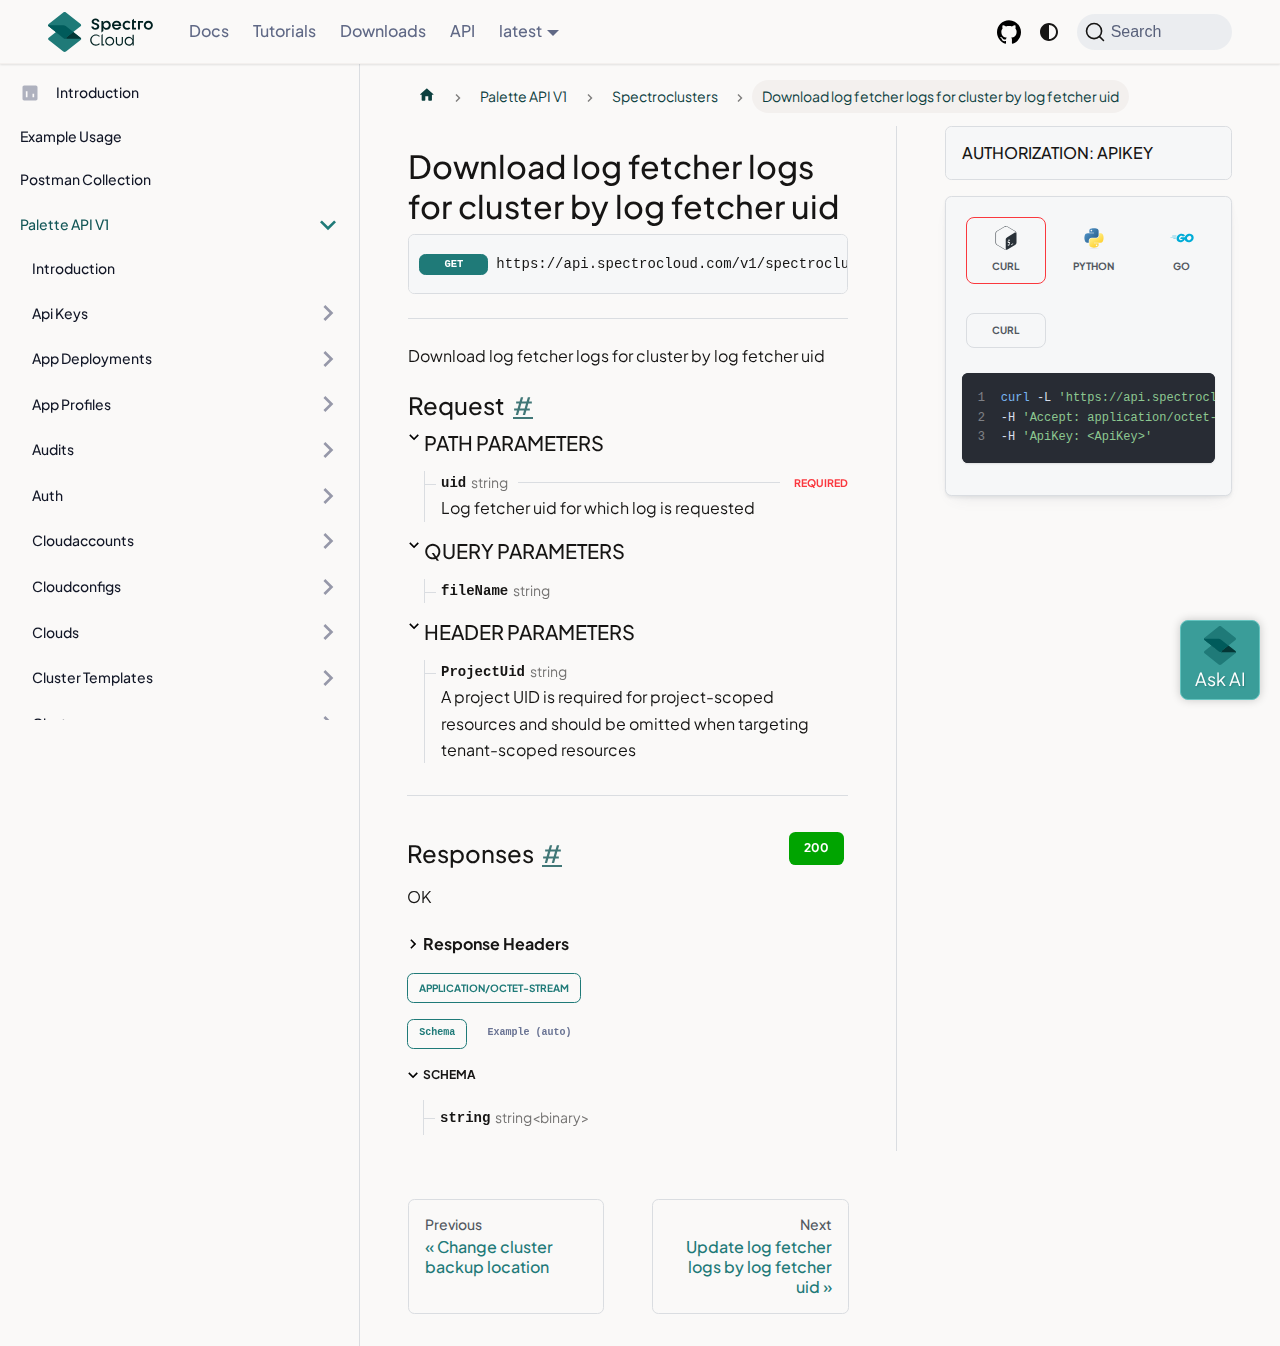 Spectro
Cloud
Docs
Tutorials
Downloads
API
latest
Search
Introduction
Example Usage
Postman Collection
Palette API V1
Introduction
Api Keys
App Deployments
App Profiles
Audits
Auth
Cloudaccounts
Cloudconfigs
Clouds
Cluster Templates
Palette API V1
Spectroclusters
Download log fetcher logs for cluster by log fetcher uid
Download log fetcher logs
for cluster by log fetcher uid
GET https://api.spectrocloud.com/v1/spectroclu
Download log fetcher logs for cluster by log fetcher uid
Request #
PATH PARAMETERS
uid string REQUIRED
Log fetcher uid for which log is requested
QUERY PARAMETERS
fileName string
HEADER PARAMETERS
ProjectUid string
A project UID is required for project-scoped
resources and should be omitted when targeting
tenant-scoped resources
Responses #
200
OK
Response Headers
APPLICATION/OCTET-STREAM
Schema
Example (auto)
SCHEMA
string string<binary>
Previous
« Change cluster
backup location
Next
Update log fetcher
logs by log fetcher
uid »
AUTHORIZATION: APIKEY
CURL
PYTHON
GO
CURL
1 curl -L 'https://api.spectrocl
2 -H 'Accept: application/octet-
3 -H 'ApiKey: <ApiKey>'
Ask AI